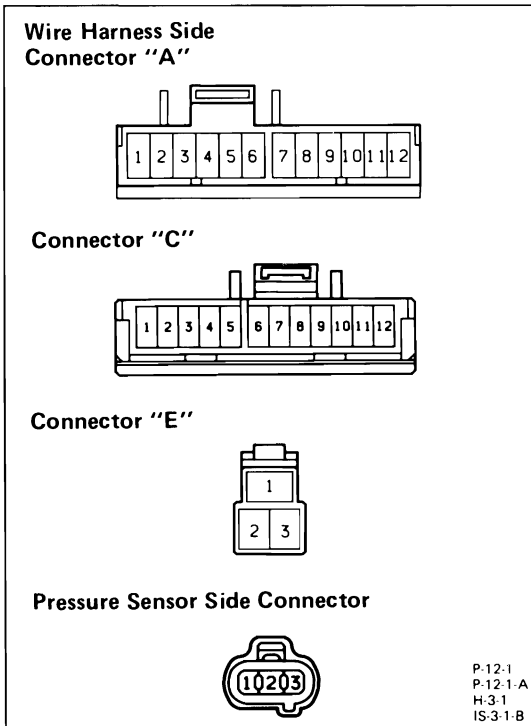 Wire Harness Side
Connector "A"
1 2 3 4 5 6 7 8 9 10 11 12
Connector "C"
1 2 3 4 5 6 7 8 9 10 11 12
Connector "E"
1
2 3
Pressure Sensor Side Connector
1 2 3
P-12-1
P-12-1-A
H-3-1
IS-3-1-B